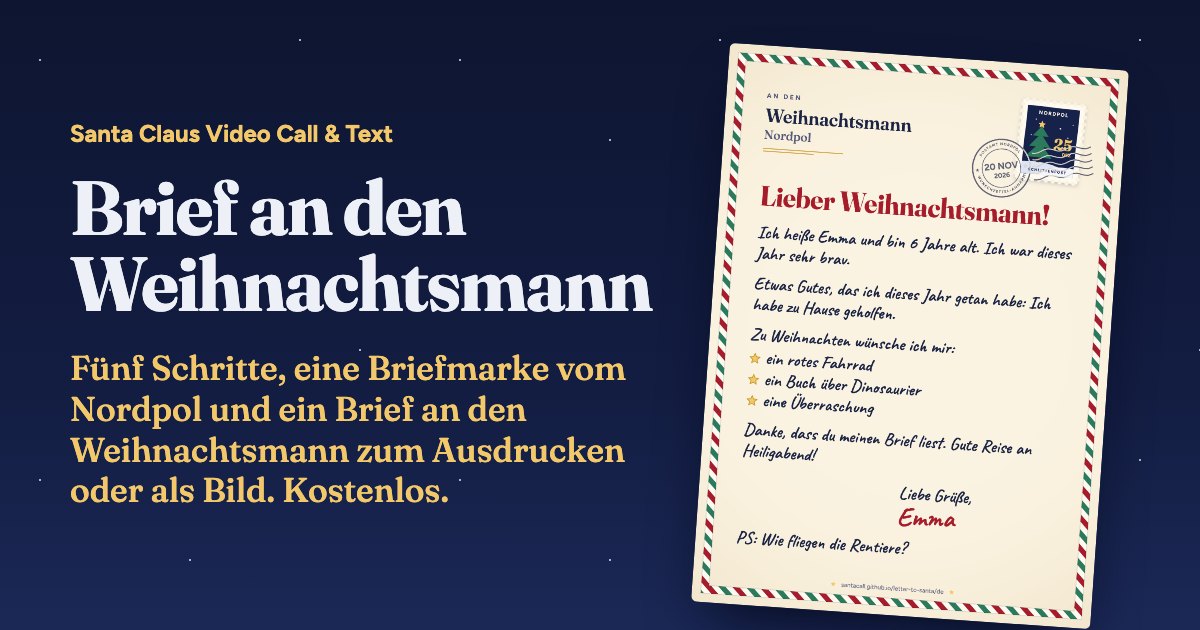 Santa Claus Video Call & Text
Brief an den
Weihnachtsmann
Fünf Schritte, eine Briefmarke vom
Nordpol und ein Brief an den
Weihnachtsmann zum Ausdrucken
oder als Bild. Kostenlos.
AN DEN
Weihnachtsmann
Nordpol
NORDPOL
25
20 NOV
2026
Lieber Weihnachtsmann!
Ich heiße Emma und bin 6 Jahre alt. Ich war dieses
Jahr sehr brav.
Etwas Gutes, das ich dieses Jahr getan habe: Ich
habe zu Hause geholfen.
Zu Weihnachten wünsche ich mir:
ein rotes Fahrrad
ein Buch über Dinosaurier
eine Überraschung
Danke, dass du meinen Brief liest. Gute Reise an
Heiligabend!
Liebe Grüße,
Emma
PS: Wie fliegen die Rentiere?
santacall.github.io/letter-to-santa/de